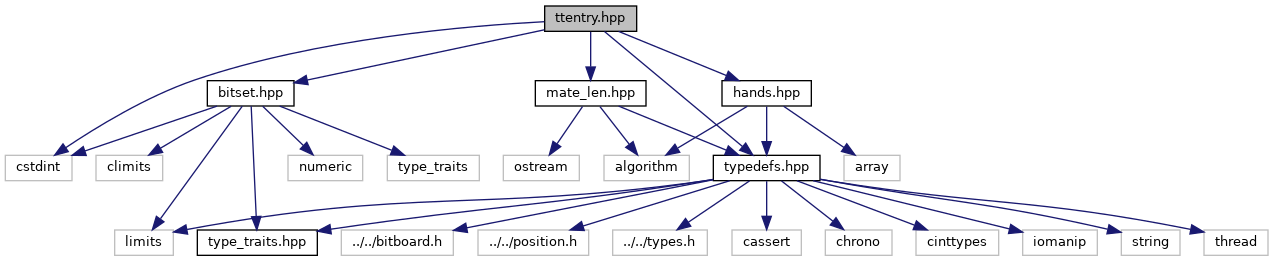 ttentry.hpp
bitset.hpp
mate_len.hpp
hands.hpp
cstdint
climits
numeric
type_traits
ostream
algorithm
typedefs.hpp
array
limits
type_traits.hpp
../../bitboard.h
../../position.h
../../types.h
cassert
chrono
cinttypes
iomanip
string
thread